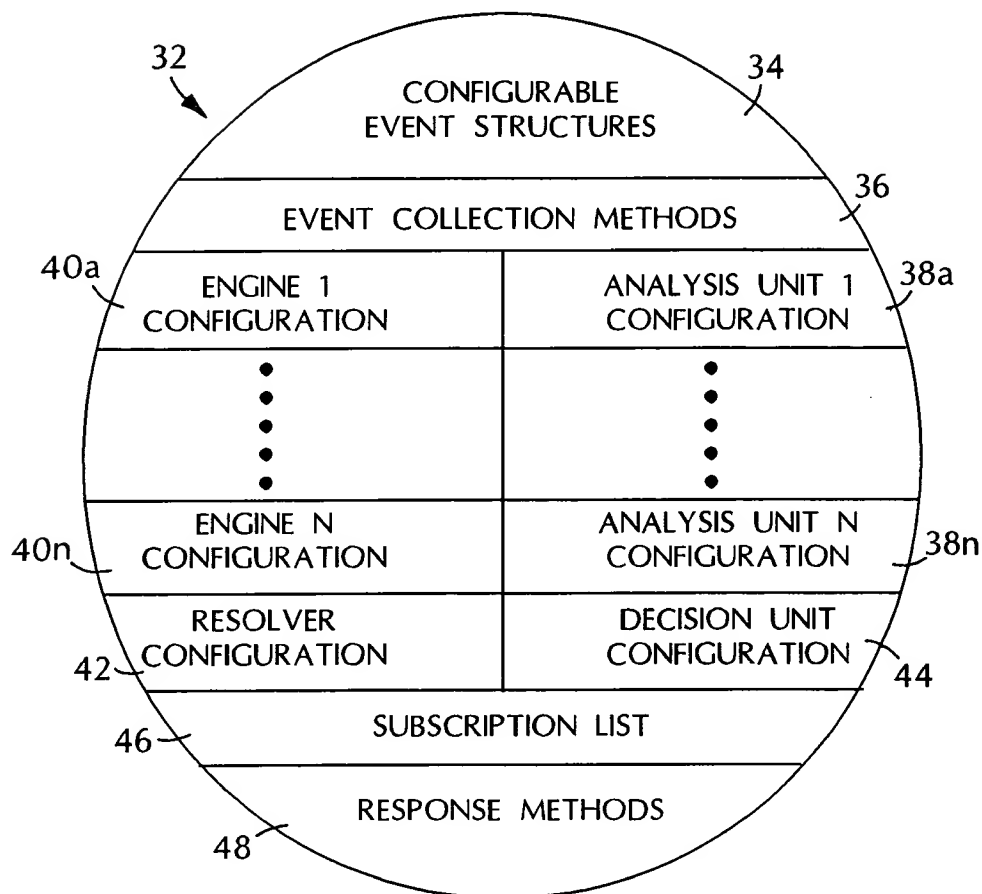 32
34
CONFIGURABLE
EVENT STRUCTURES
36
EVENT COLLECTION METHODS
40a
ENGINE 1
CONFIGURATION
ANALYSIS UNIT 1
CONFIGURATION
38a
40n
ENGINE N
CONFIGURATION
ANALYSIS UNIT N
CONFIGURATION
38n
42
RESOLVER
CONFIGURATION
DECISION UNIT
CONFIGURATION
44
46
SUBSCRIPTION LIST
RESPONSE METHODS
48